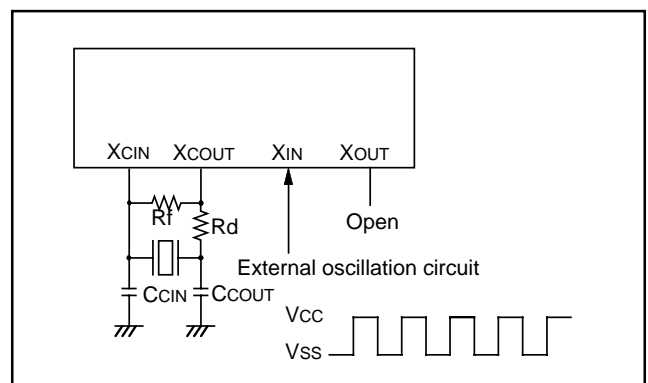 XCIN XCOUT XIN XOUT
Rf
Rd
Open
External oscillation circuit
CCIN CCOUT
VCC
VSS